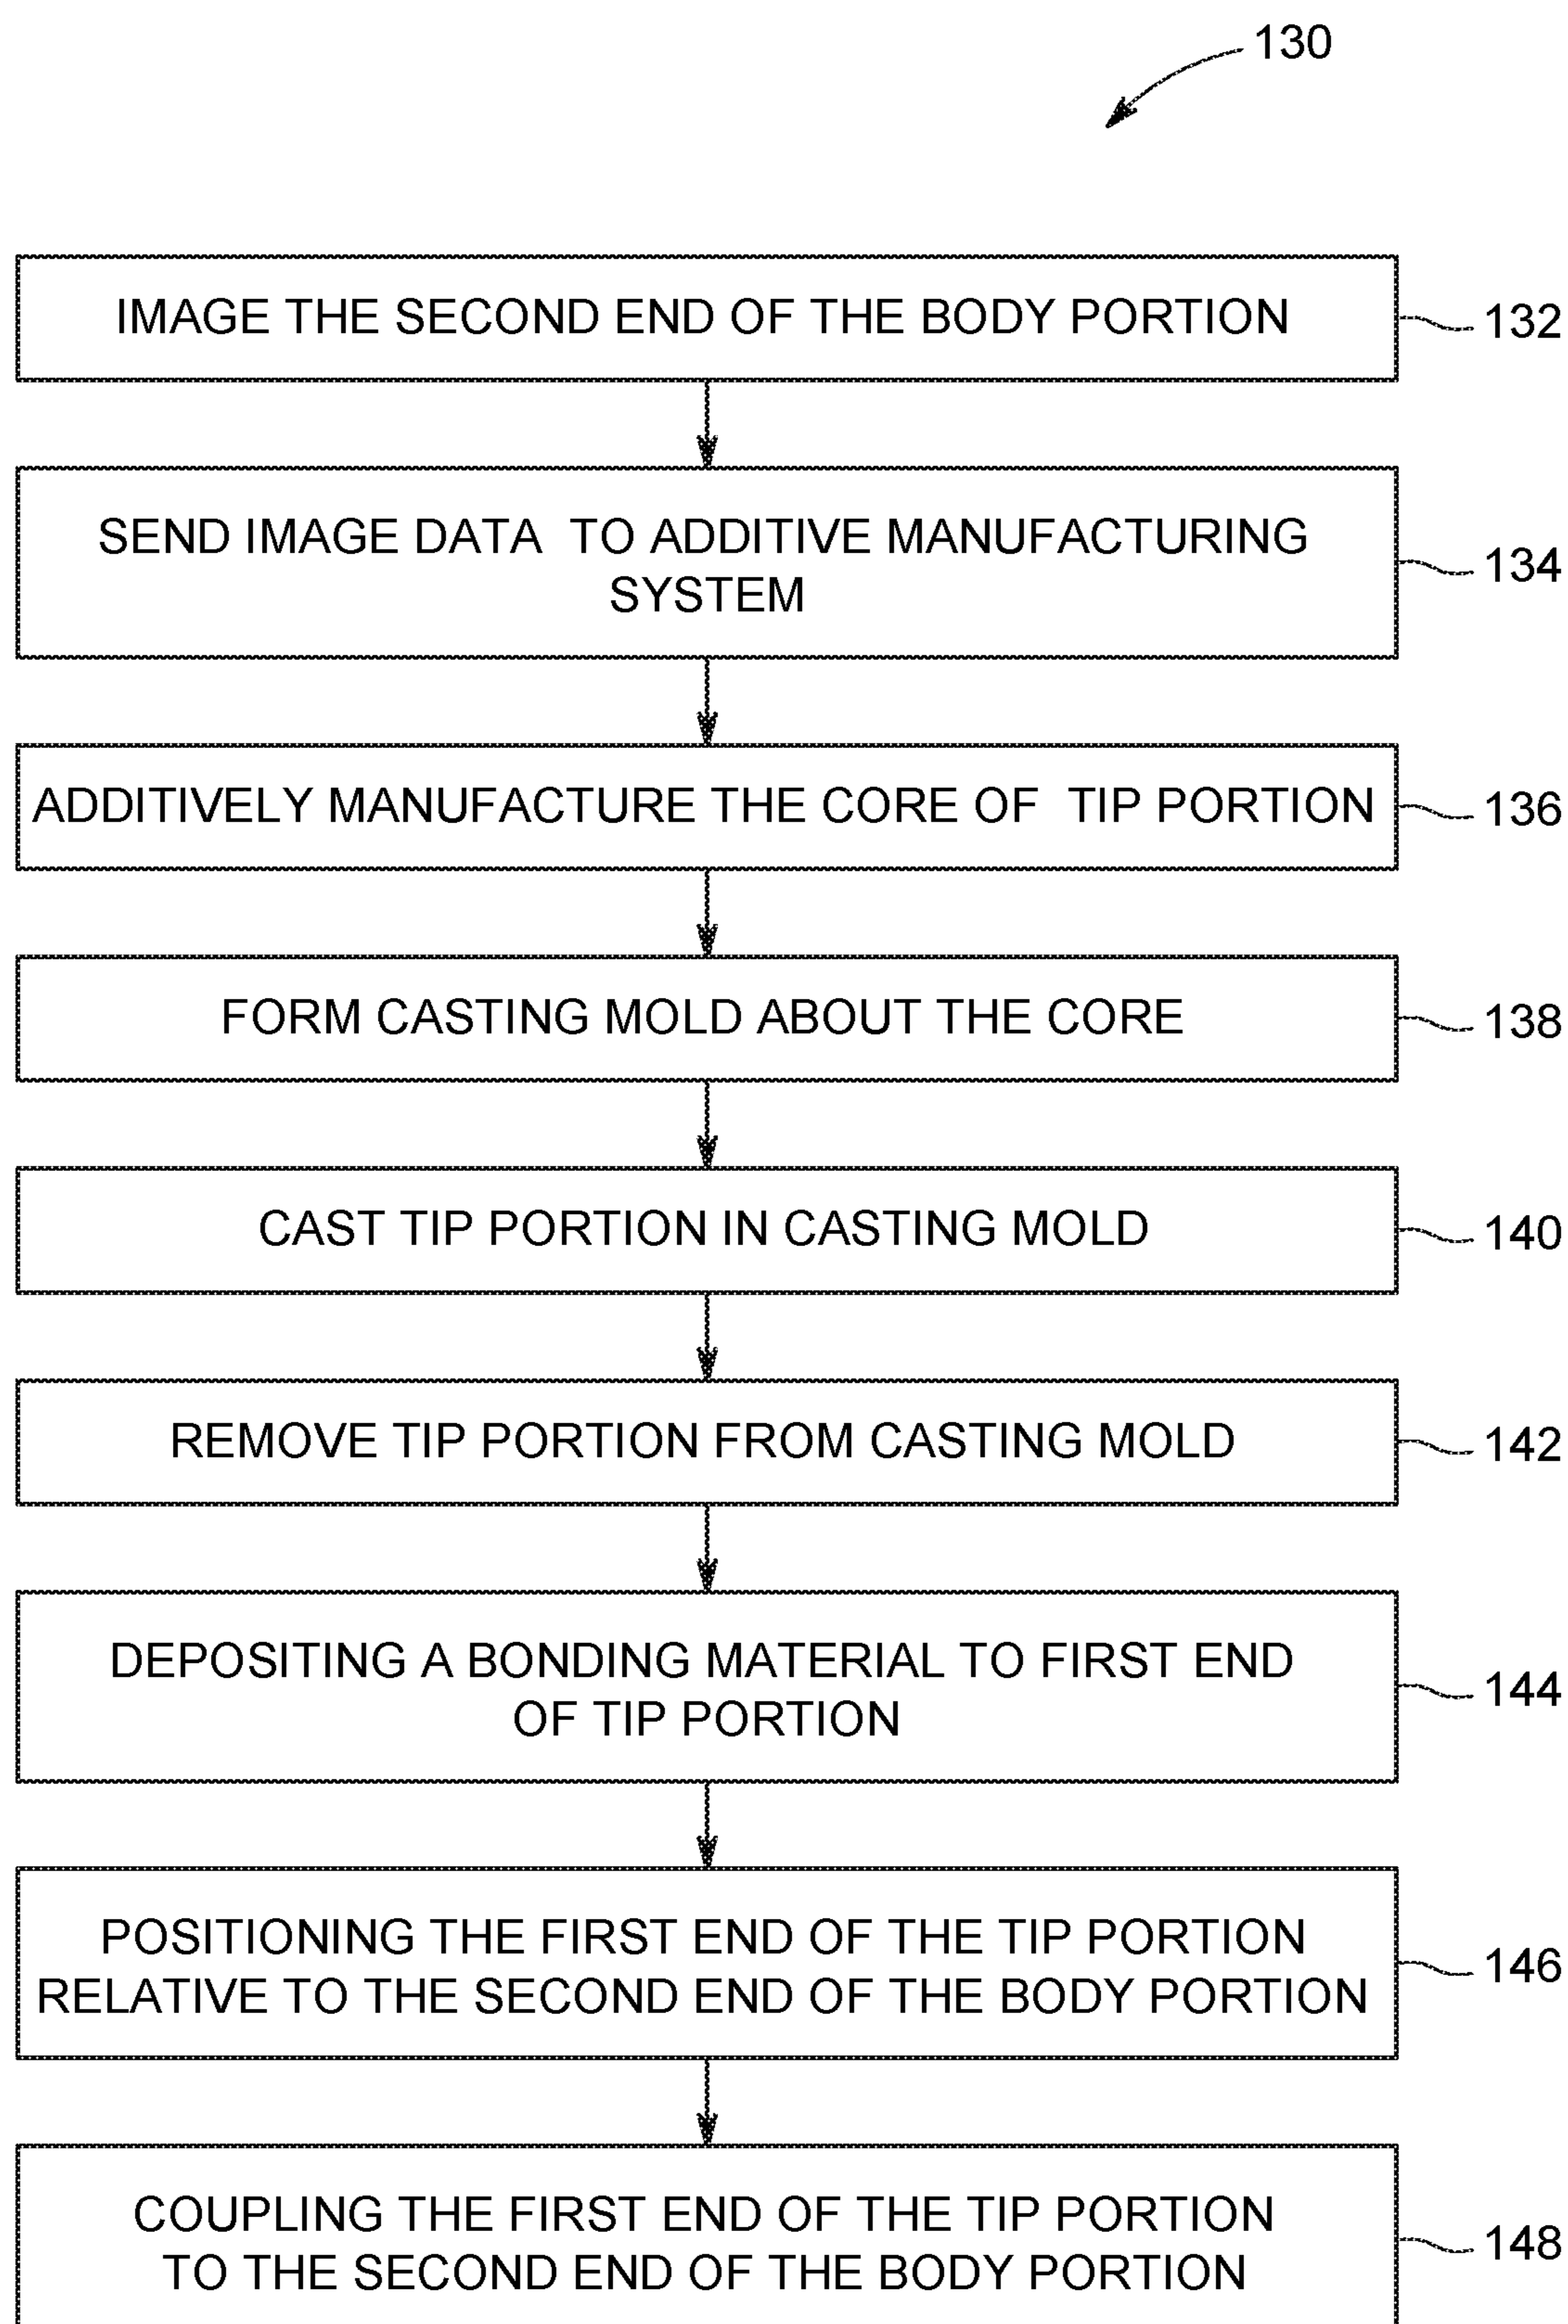 130
IMAGE THE SECOND END OF THE BODY PORTION
132
SEND IMAGE DATA TO ADDITIVE MANUFACTURING
SYSTEM
134
ADDITIVELY MANUFACTURE THE CORE OF TIP PORTION
136
FORM CASTING MOLD ABOUT THE CORE
138
CAST TIP PORTION IN CASTING MOLD
140
REMOVE TIP PORTION FROM CASTING MOLD
142
DEPOSITING A BONDING MATERIAL TO FIRST END
OF TIP PORTION
144
POSITIONING THE FIRST END OF THE TIP PORTION
RELATIVE TO THE SECOND END OF THE BODY PORTION
146
COUPLING THE FIRST END OF THE TIP PORTION
TO THE SECOND END OF THE BODY PORTION
148